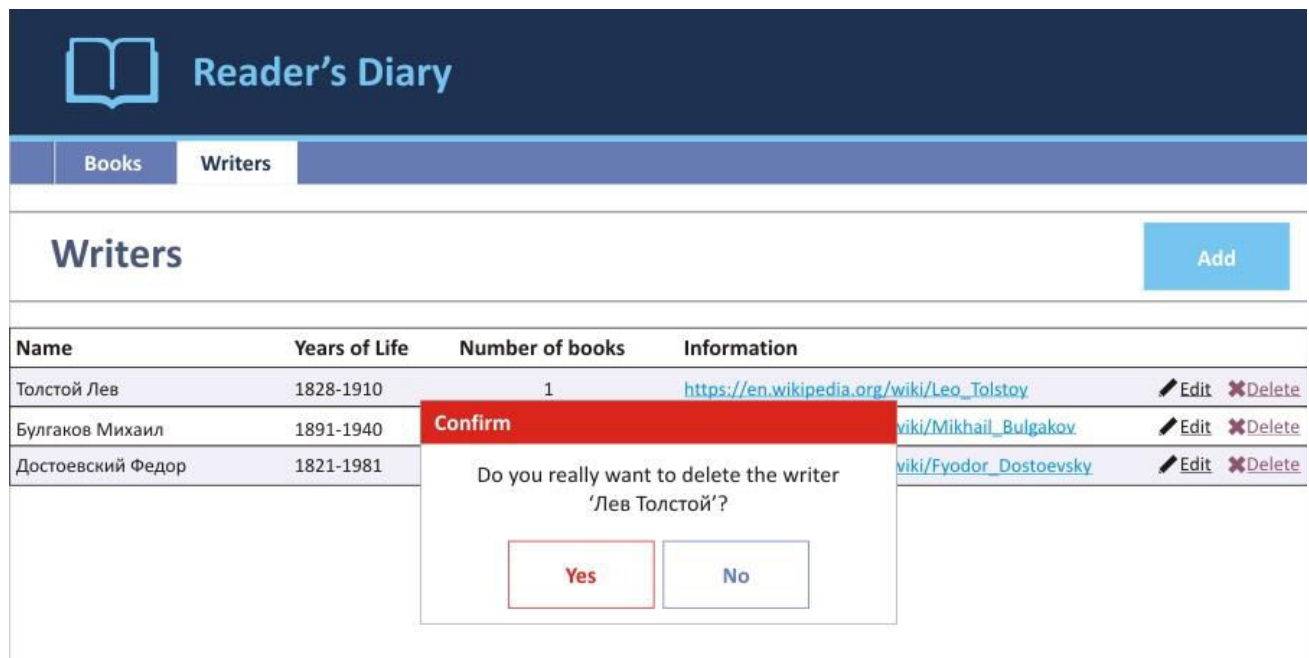 Reader's Diary
Books Writers
Writers Add
Name Years of Life Number of books Information
Толстой Лев 1828-1910 1 https://en.wikipedia.org/wiki/Leo_Tolstoy Edit Delete
Булгаков Михаил 1891-1940 viki/Mikhail_Bulgakov Edit Delete
Достоевский Федор 1821-1981 viki/Fyodor_Dostoevsky Edit Delete
Confirm
Do you really want to delete the writer
‘Лев Толстой’?
Yes No